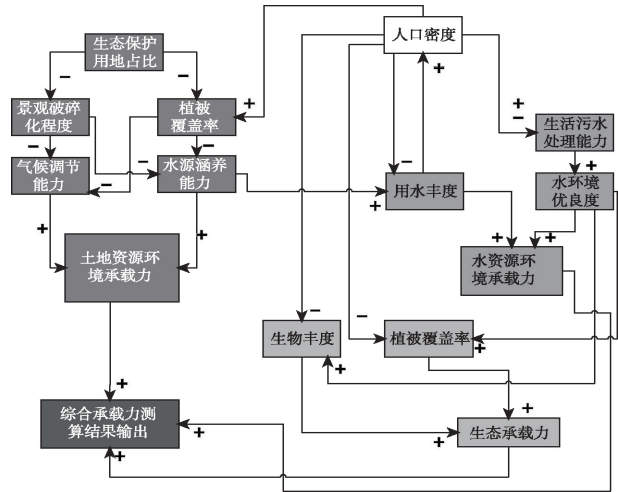 生态保护
用地占比
人口密度
景观破碎
化程度
植被
覆盖率
生活污水
处理能力
气候调节
能力
水源涵养
能力
用水丰度
水环境
优良度
土地资源环
境承载力
水资源环
境承载力
生物丰度
植被覆盖率
综合承载力测
算结果输出
生态承载力